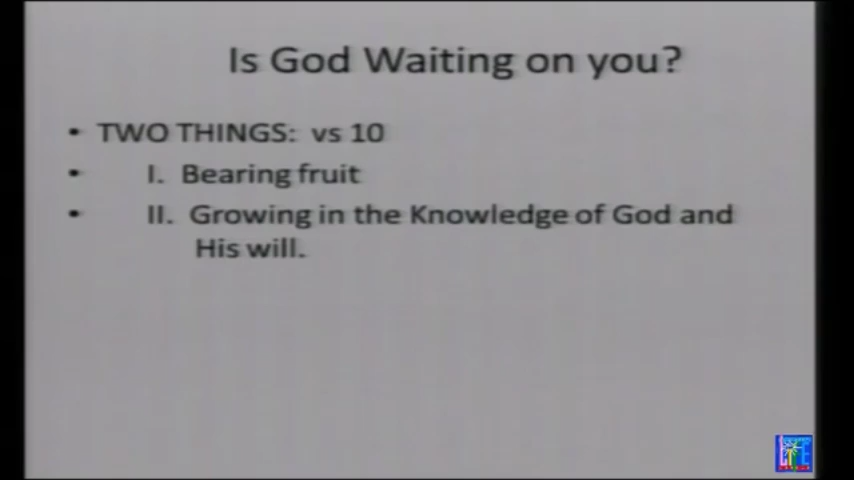 Is God Waiting on you?
• TWO THINGS: vs 10
• I. Bearing fruit
• II. Growing in the Knowledge of God and
His will.